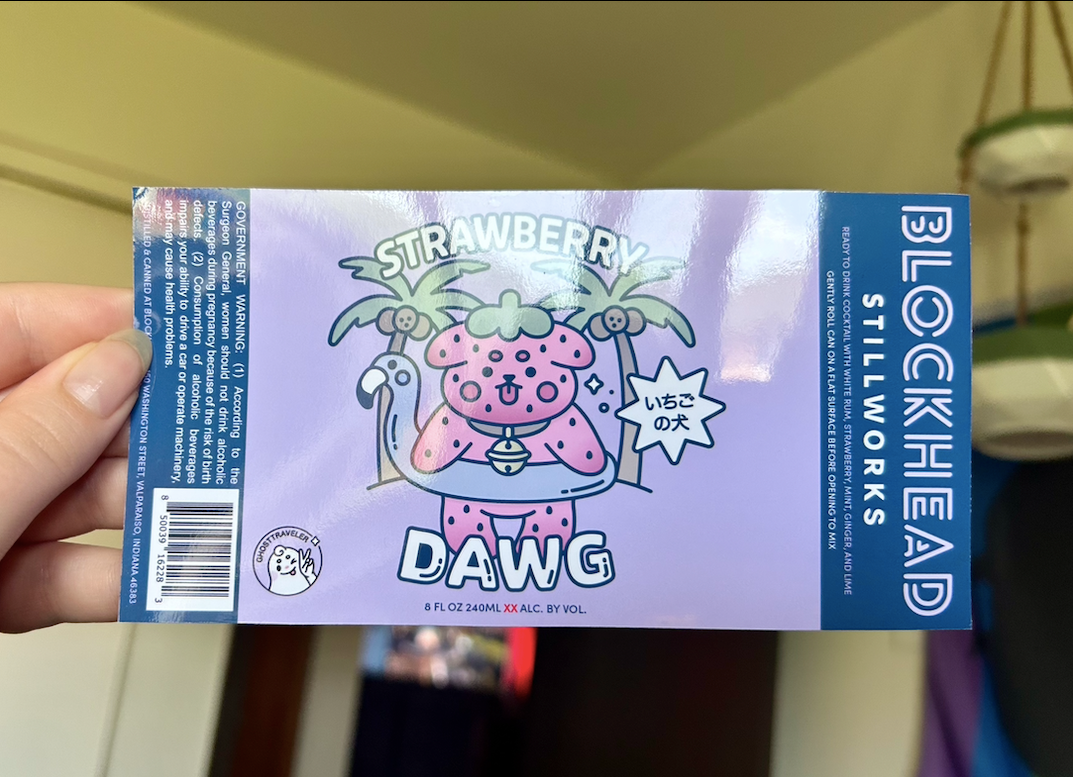 GOVERNMENT WARNING: (1) According to the
Surgeon General, women should not drink alcoholic
beverages during pregnancy because of the risk of birth
defects. (2) Consumption of alcoholic beverages
impairs your ability to drive a car or operate machinery,
and may cause health problems.
DISTILLED & CANNED AT WASHINGTON STREET, VALPARAISO, INDIANA 46383
8 50039 16228 3
STRAWBERRY
いちご
の犬
DAWG
GHOSTTRAVELER
8 FL OZ 240ML XX ALC. BY VOL.
BLOCKHEAD
STILLWORKS
READY TO DRINK COCKTAIL WITH WHITE RUM, STRAWBERRY, MINT, GINGER, AND LIME
GENTLY ROLL CAN ON A FLAT SURFACE BEFORE OPENING TO MIX